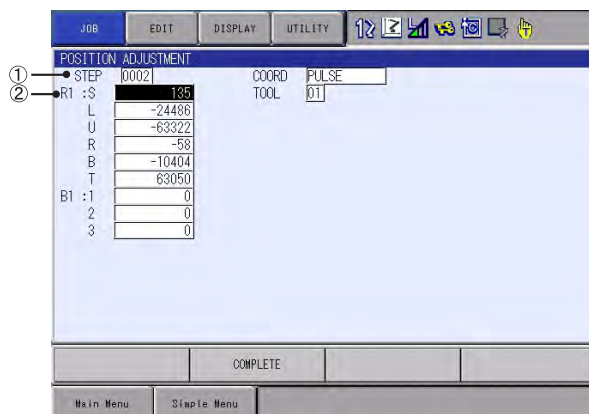 JOB EDIT DISPLAY UTILITY
POSITION ADJUSTMENT
① STEP 0002 COORD PULSE
② R1 :S 135 TOOL 01
L -24486
U -63322
R -58
B -10404
T 63050
B1 :1 0
2 0
3 0
COMPLETE
Main Menu Simple Menu